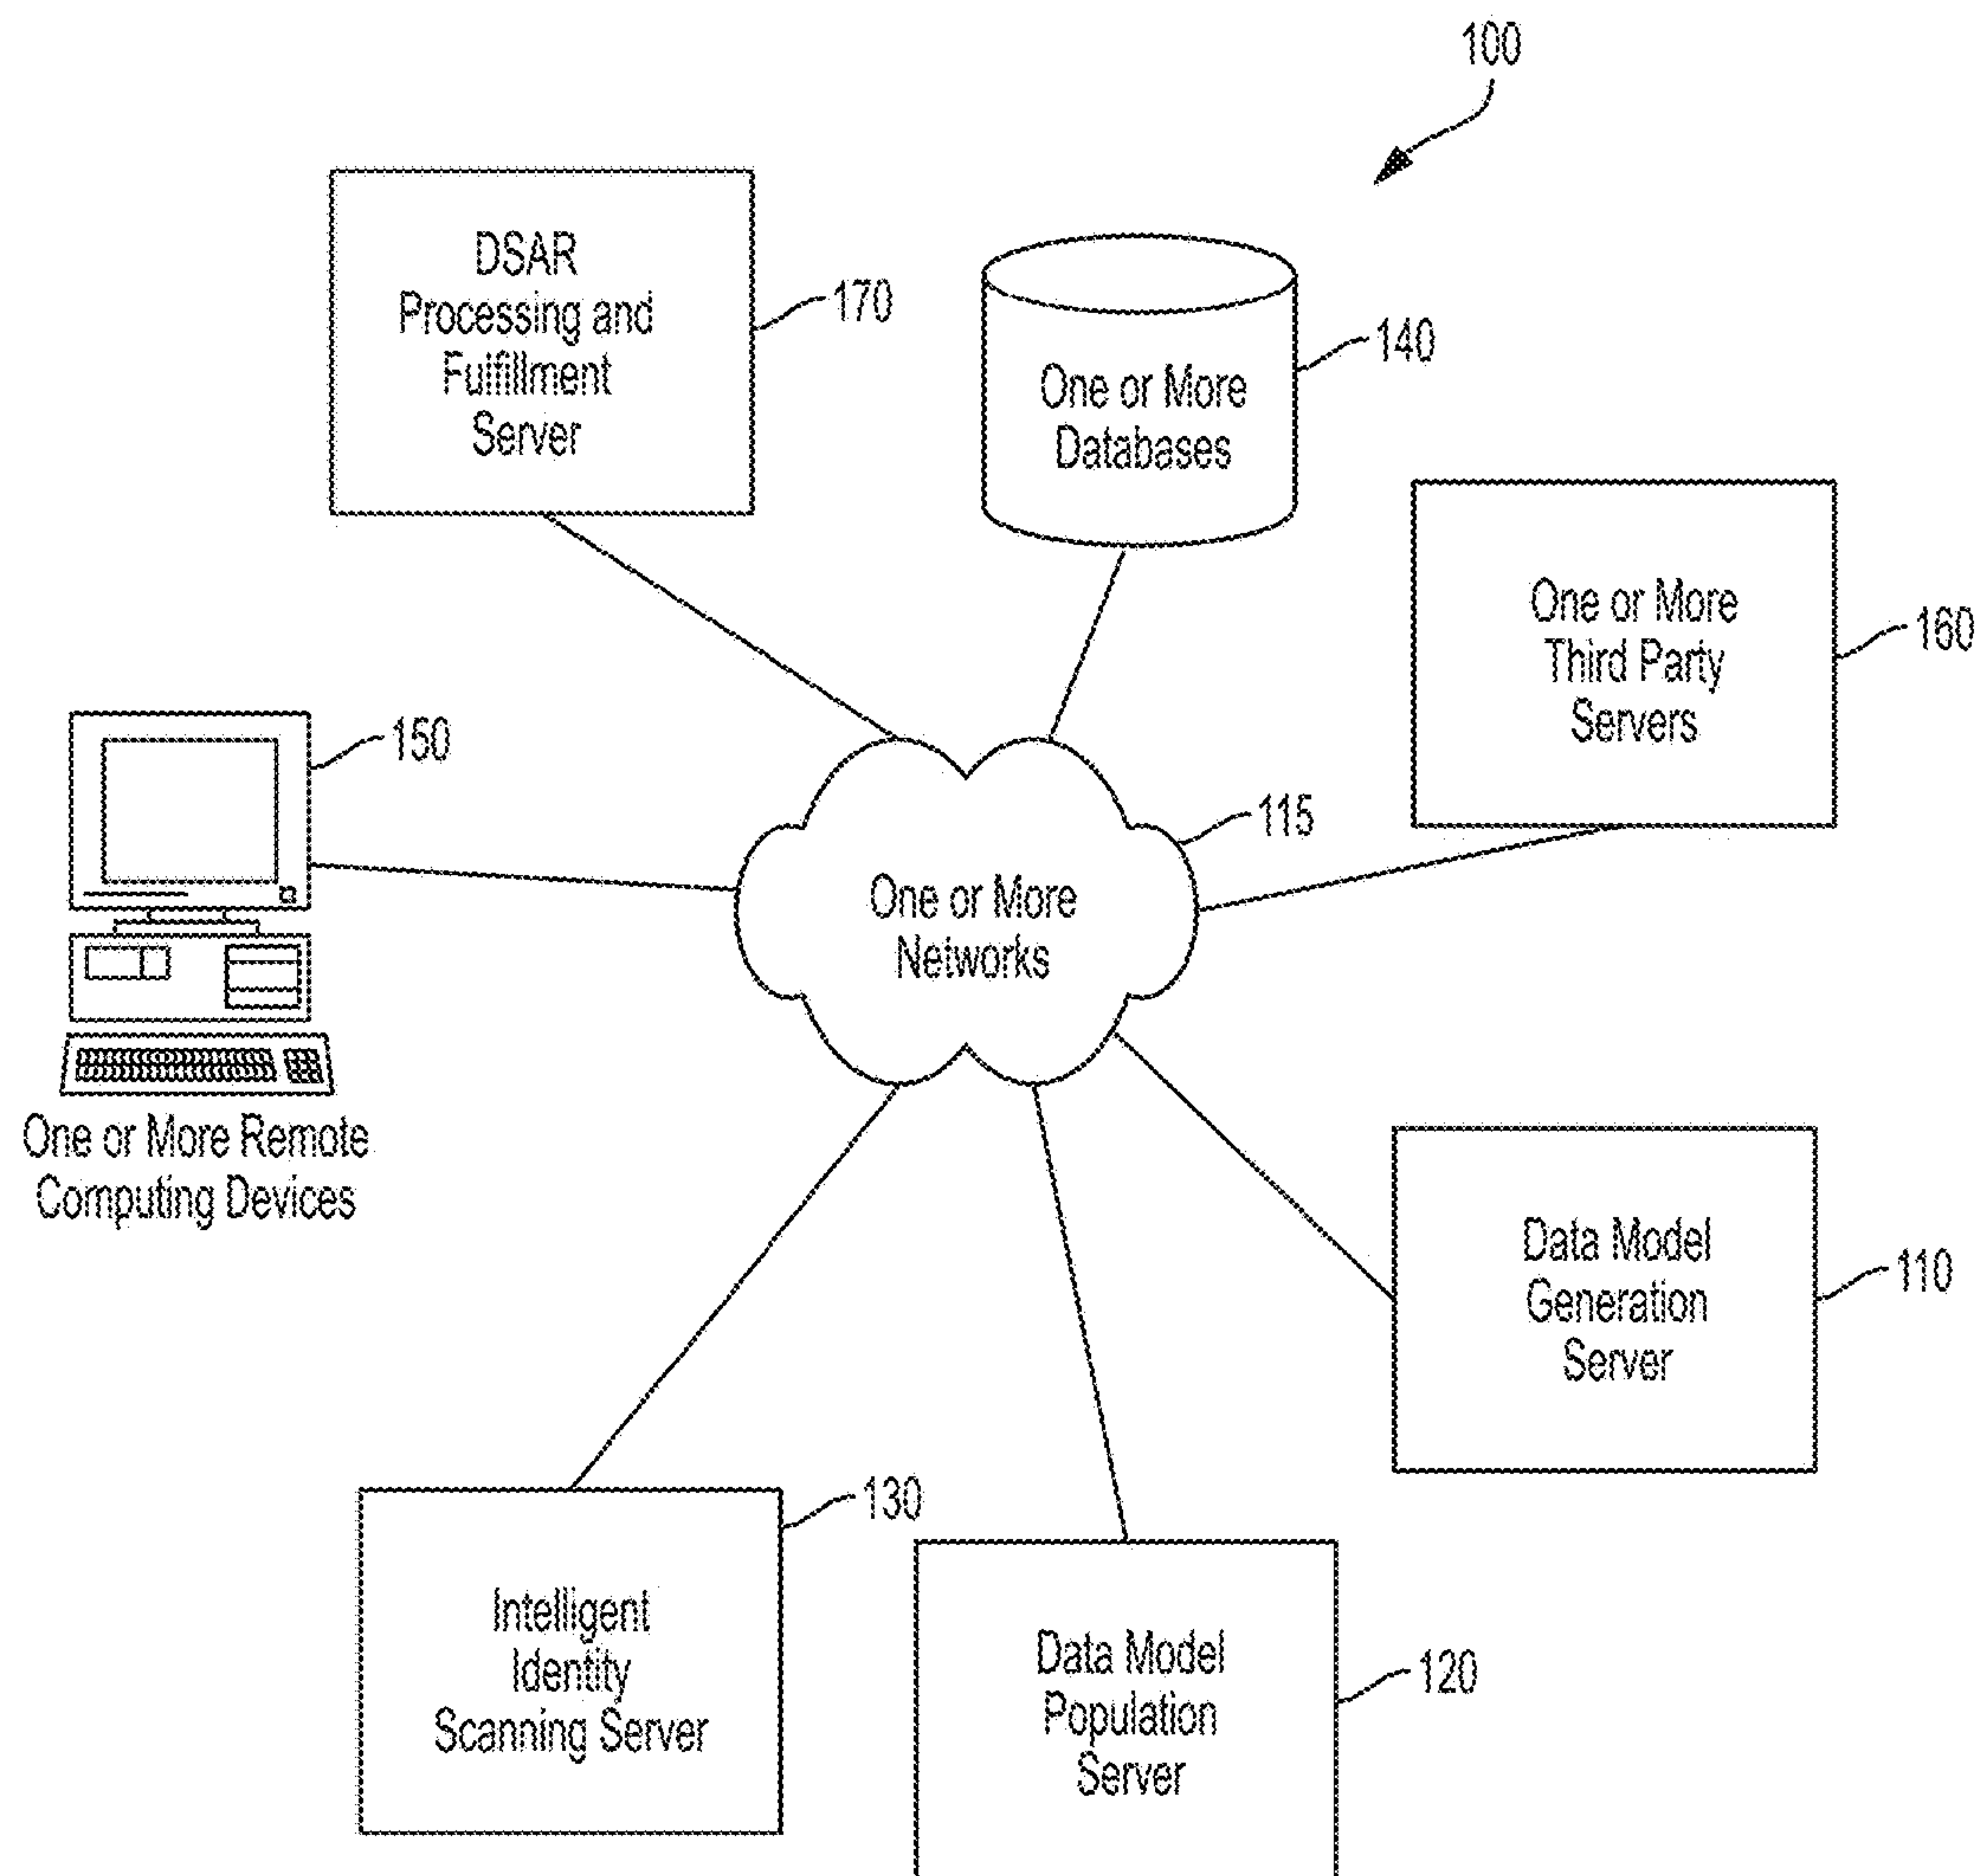 100
DSAR
Processing and
Fulfillment
Server
170
One or More
Databases
140
One or More
Third Party
Servers
160
150
One or More Remote
Computing Devices
115
One or More
Networks
Data Model
Generation
Server
110
130
Intelligent
Identity
Scanning Server
Data Model
Population
Server
120